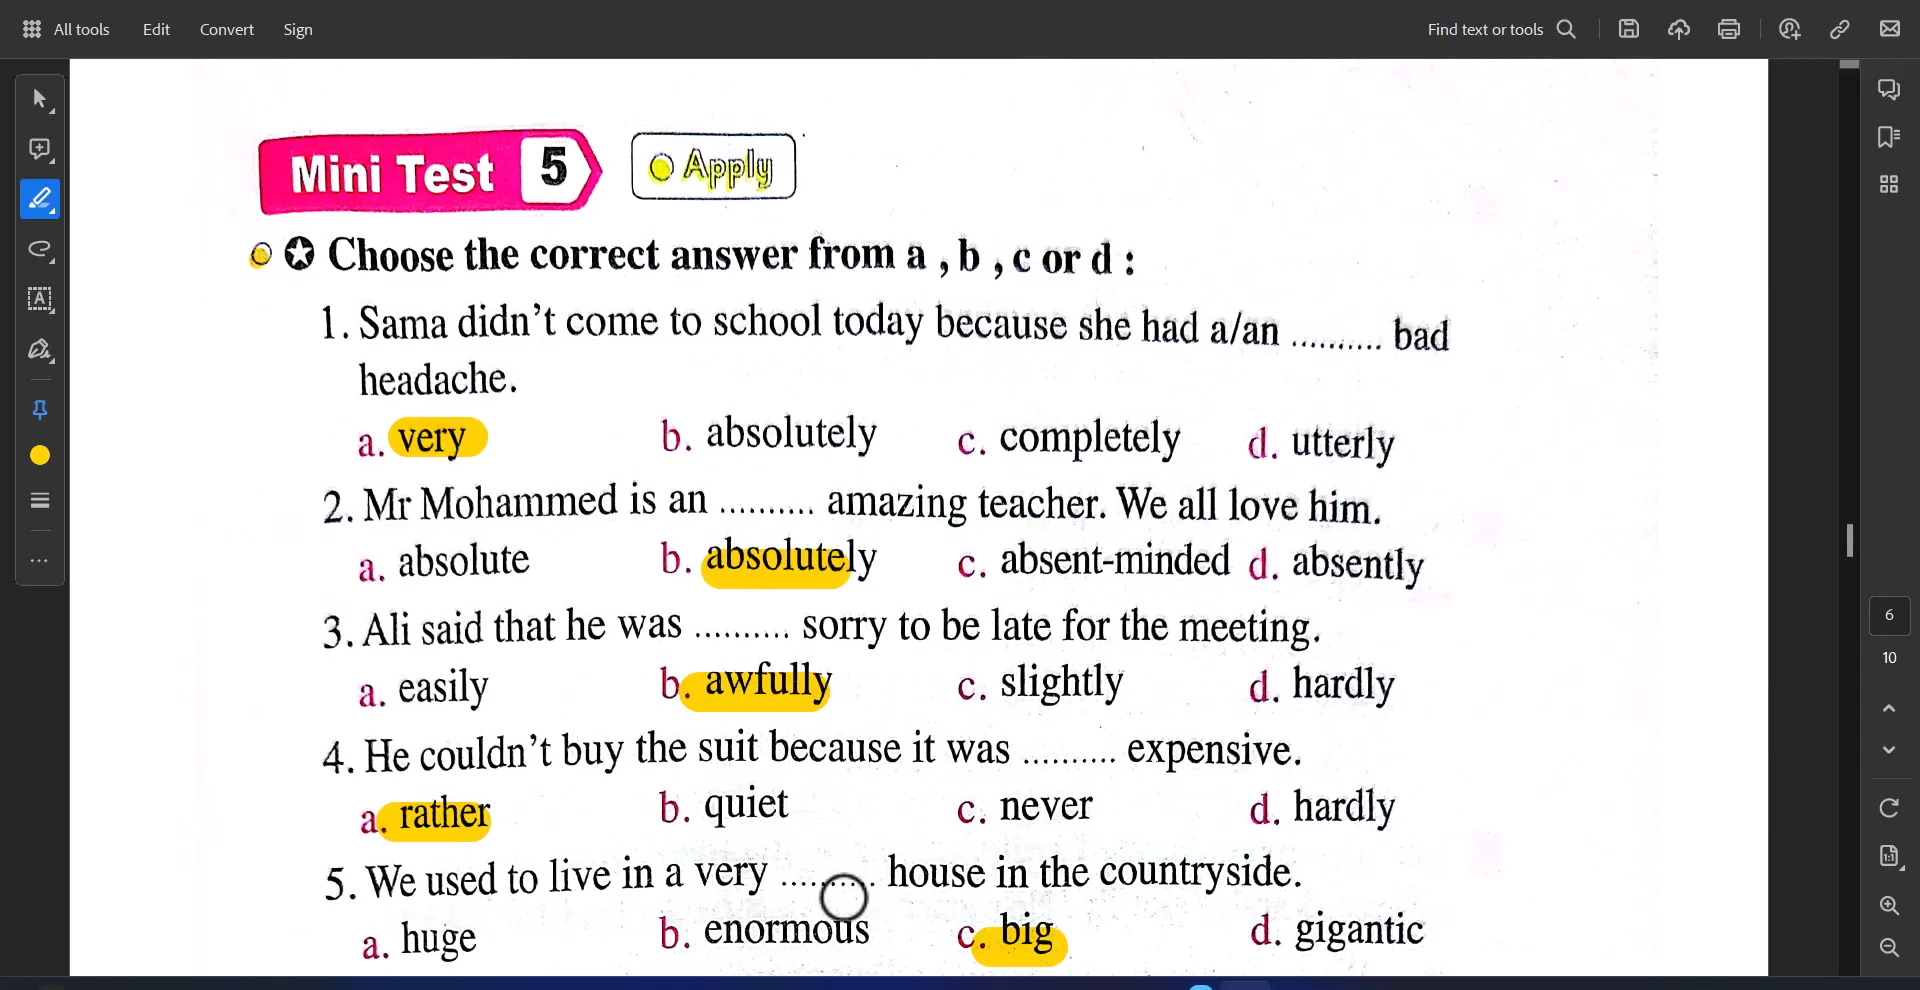 All tools Edit Convert Sign Find text or tools
Mini Test 5 Apply
Choose the correct answer from a , b , c or d :
1. Sama didn't come to school today because she had a/an .......... bad
headache.
a. very b. absolutely c. completely d. utterly
2. Mr Mohammed is an .......... amazing teacher. We all love him.
a. absolute b. absolutely c. absent-minded d. absently
3. Ali said that he was .......... sorry to be late for the meeting.
a. easily b. awfully c. slightly d. hardly
4. He couldn't buy the suit because it was .......... expensive.
a. rather b. quiet c. never d. hardly
5. We used to live in a very .......... house in the countryside.
a. huge b. enormous c. big d. gigantic
6
10